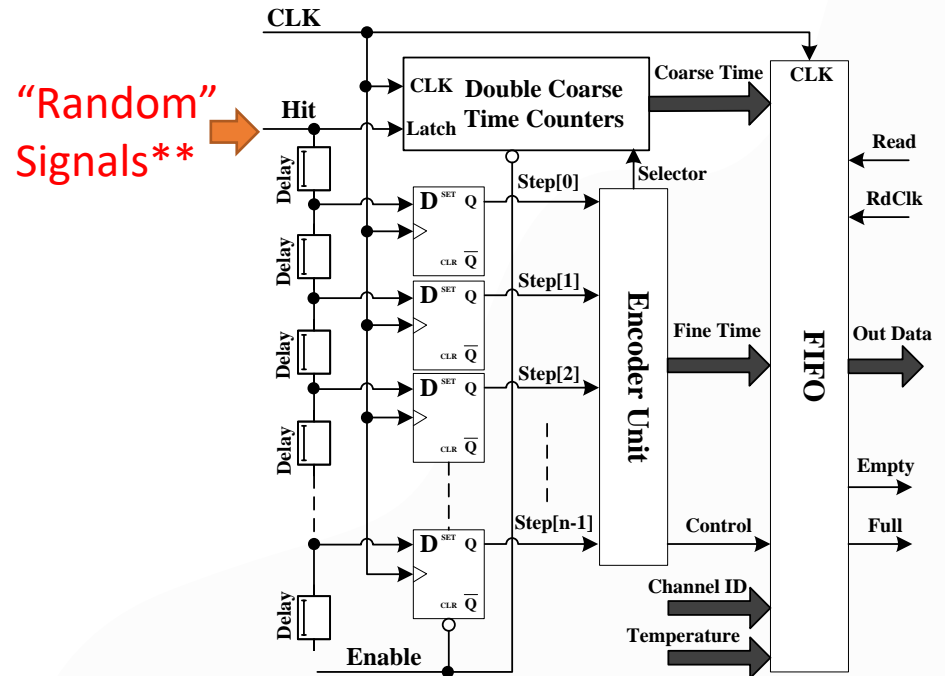 CLK
“Random”
Signals**
Hit
CLK
Latch
Double Coarse
Time Counters
Coarse Time
CLK
Read
RdClk
Selector
Delay
Step[0]
D SET Q
CLR Q̅
Delay
Step[1]
D SET Q
CLR Q̅
Delay
Step[2]
D SET Q
CLR Q̅
Delay
Encoder Unit
Fine Time
FIFO
Out Data
Empty
Full
Step[n-1]
D SET Q
CLR Q̅
Control
Delay
Channel ID
Temperature
Enable